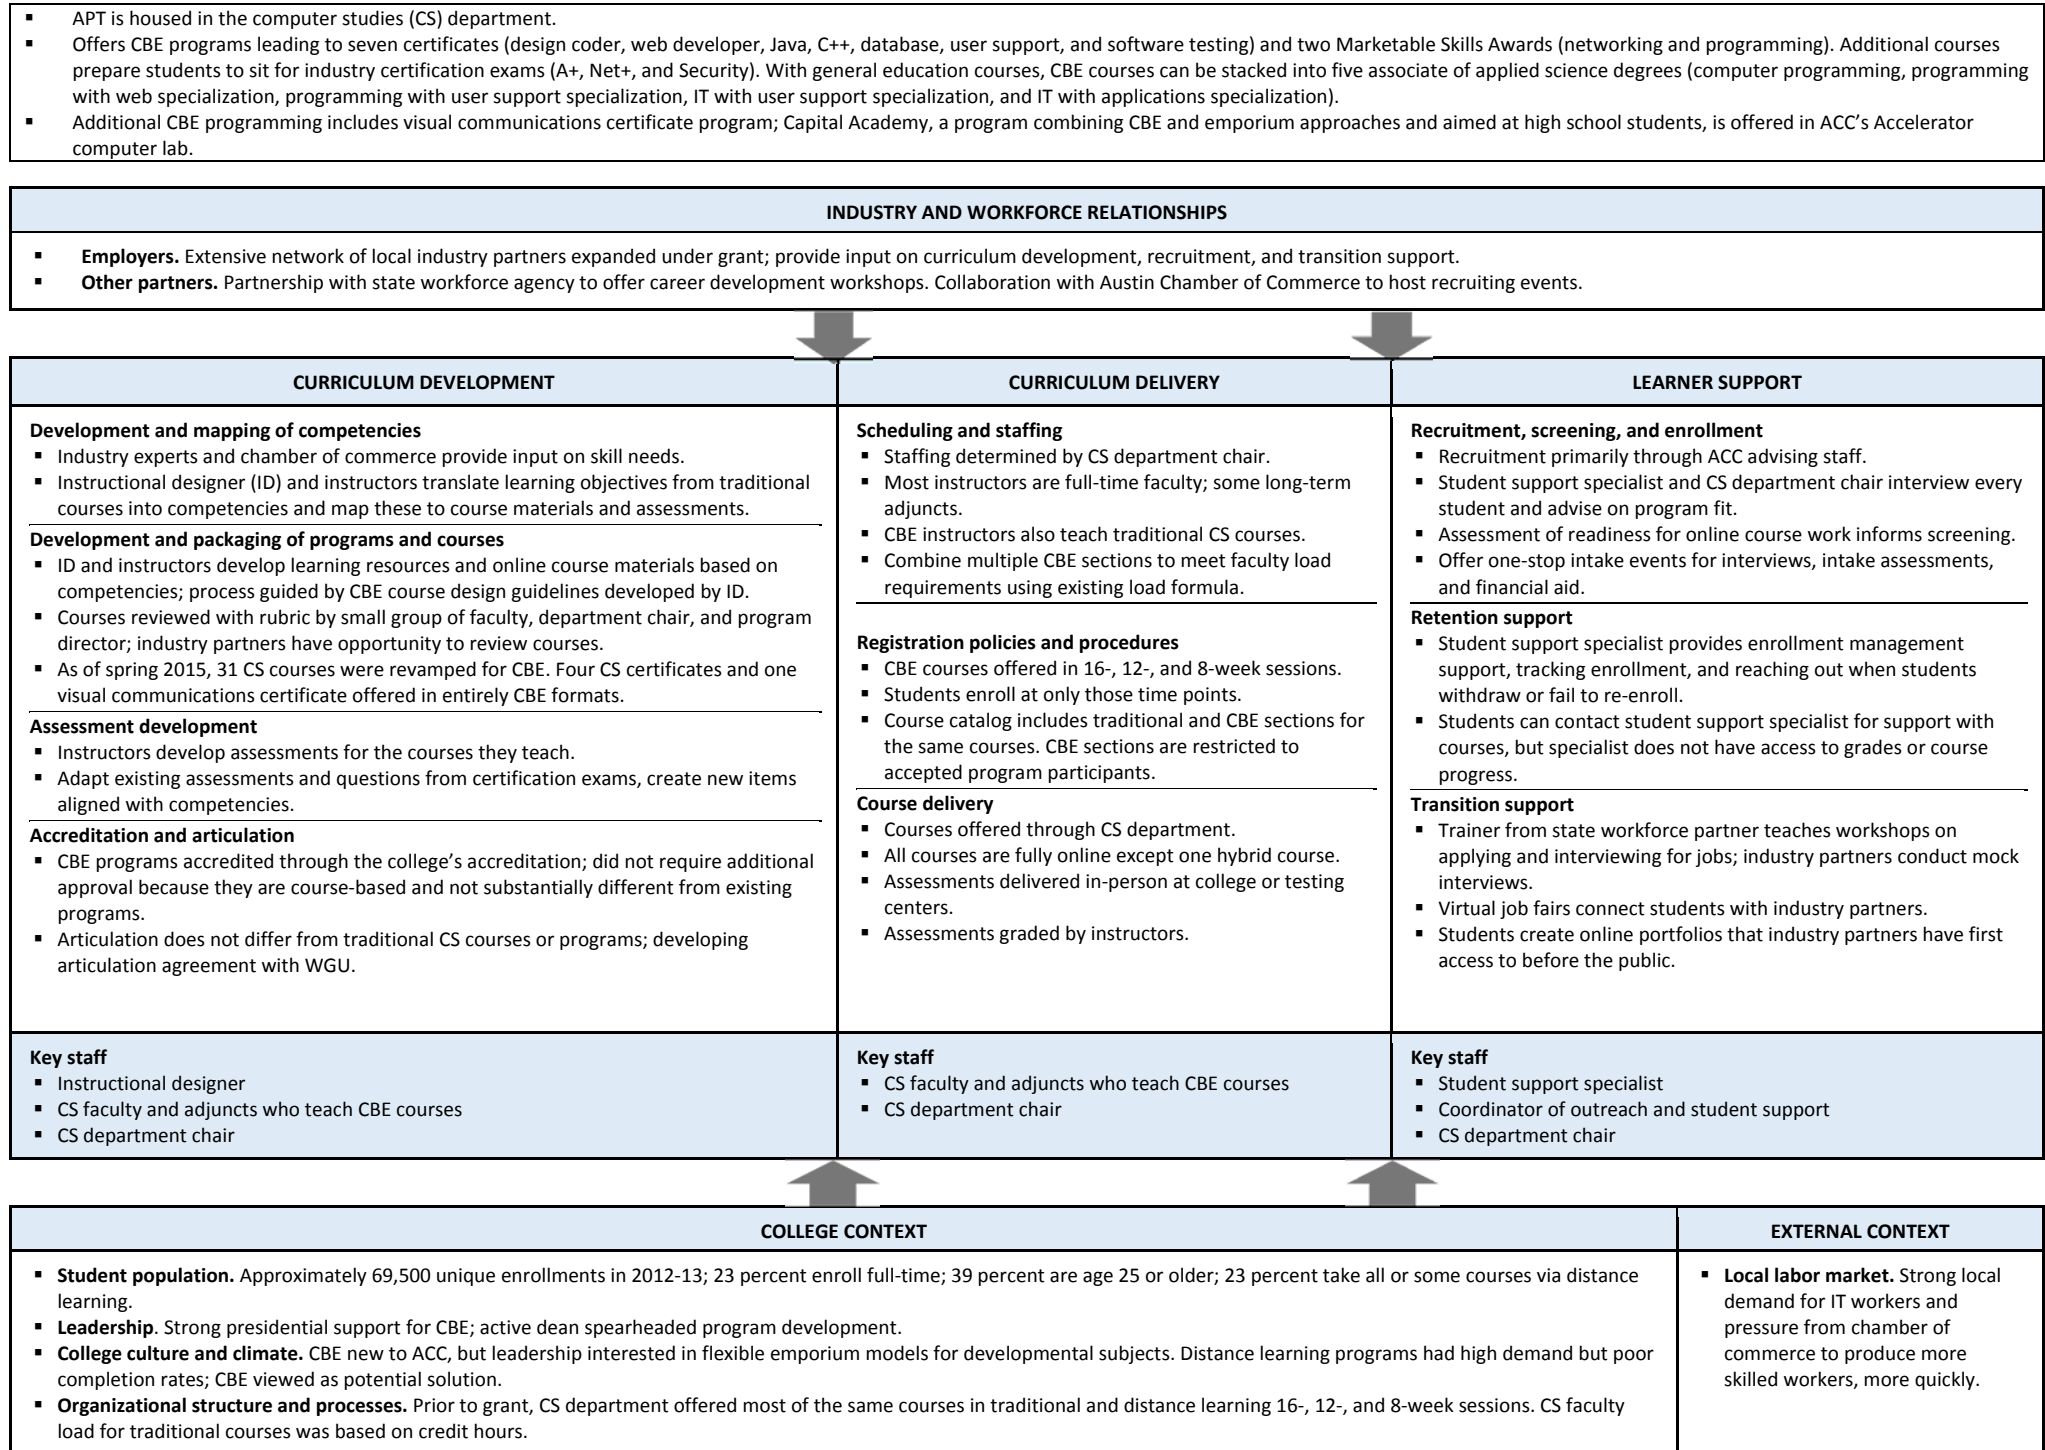 ▪ APT is housed in the computer studies (CS) department.
▪ Offers CBE programs leading to seven certificates (design coder, web developer, Java, C++, database, user support, and software testing) and two Marketable Skills Awards (networking and programming). Additional courses
prepare students to sit for industry certification exams (A+, Net+, and Security). With general education courses, CBE courses can be stacked into five associate of applied science degrees (computer programming, programming
with web specialization, programming with user support specialization, IT with user support specialization, and IT with applications specialization).
▪ Additional CBE programming includes visual communications certificate program; Capital Academy, a program combining CBE and emporium approaches and aimed at high school students, is offered in ACC’s Accelerator
computer lab.
INDUSTRY AND WORKFORCE RELATIONSHIPS
▪ Employers. Extensive network of local industry partners expanded under grant; provide input on curriculum development, recruitment, and transition support.
▪ Other partners. Partnership with state workforce agency to offer career development workshops. Collaboration with Austin Chamber of Commerce to host recruiting events.
CURRICULUM DEVELOPMENT
Development and mapping of competencies
▪ Industry experts and chamber of commerce provide input on skill needs.
▪ Instructional designer (ID) and instructors translate learning objectives from traditional
courses into competencies and map these to course materials and assessments.
Development and packaging of programs and courses
▪ ID and instructors develop learning resources and online course materials based on
competencies; process guided by CBE course design guidelines developed by ID.
▪ Courses reviewed with rubric by small group of faculty, department chair, and program
director; industry partners have opportunity to review courses.
▪ As of spring 2015, 31 CS courses were revamped for CBE. Four CS certificates and one
visual communications certificate offered in entirely CBE formats.
Assessment development
▪ Instructors develop assessments for the courses they teach.
▪ Adapt existing assessments and questions from certification exams, create new items
aligned with competencies.
Accreditation and articulation
▪ CBE programs accredited through the college’s accreditation; did not require additional
approval because they are course-based and not substantially different from existing
programs.
▪ Articulation does not differ from traditional CS courses or programs; developing
articulation agreement with WGU.
Key staff
▪ Instructional designer
▪ CS faculty and adjuncts who teach CBE courses
▪ CS department chair
CURRICULUM DELIVERY
Scheduling and staffing
▪ Staffing determined by CS department chair.
▪ Most instructors are full-time faculty; some long-term
adjuncts.
▪ CBE instructors also teach traditional CS courses.
▪ Combine multiple CBE sections to meet faculty load
requirements using existing load formula.
Registration policies and procedures
▪ CBE courses offered in 16-, 12-, and 8-week sessions.
▪ Students enroll at only those time points.
▪ Course catalog includes traditional and CBE sections for
the same courses. CBE sections are restricted to
accepted program participants.
Course delivery
▪ Courses offered through CS department.
▪ All courses are fully online except one hybrid course.
▪ Assessments delivered in-person at college or testing
centers.
▪ Assessments graded by instructors.
Key staff
▪ CS faculty and adjuncts who teach CBE courses
▪ CS department chair
LEARNER SUPPORT
Recruitment, screening, and enrollment
▪ Recruitment primarily through ACC advising staff.
▪ Student support specialist and CS department chair interview every
student and advise on program fit.
▪ Assessment of readiness for online course work informs screening.
▪ Offer one-stop intake events for interviews, intake assessments,
and financial aid.
Retention support
▪ Student support specialist provides enrollment management
support, tracking enrollment, and reaching out when students
withdraw or fail to re-enroll.
▪ Students can contact student support specialist for support with
courses, but specialist does not have access to grades or course
progress.
Transition support
▪ Trainer from state workforce partner teaches workshops on
applying and interviewing for jobs; industry partners conduct mock
interviews.
▪ Virtual job fairs connect students with industry partners.
▪ Students create online portfolios that industry partners have first
access to before the public.
Key staff
▪ Student support specialist
▪ Coordinator of outreach and student support
▪ CS department chair
COLLEGE CONTEXT
▪ Student population. Approximately 69,500 unique enrollments in 2012-13; 23 percent enroll full-time; 39 percent are age 25 or older; 23 percent take all or some courses via distance
learning.
▪ Leadership. Strong presidential support for CBE; active dean spearheaded program development.
▪ College culture and climate. CBE new to ACC, but leadership interested in flexible emporium models for developmental subjects. Distance learning programs had high demand but poor
completion rates; CBE viewed as potential solution.
▪ Organizational structure and processes. Prior to grant, CS department offered most of the same courses in traditional and distance learning 16-, 12-, and 8-week sessions. CS faculty
load for traditional courses was based on credit hours.
EXTERNAL CONTEXT
▪ Local labor market. Strong local
demand for IT workers and
pressure from chamber of
commerce to produce more
skilled workers, more quickly.